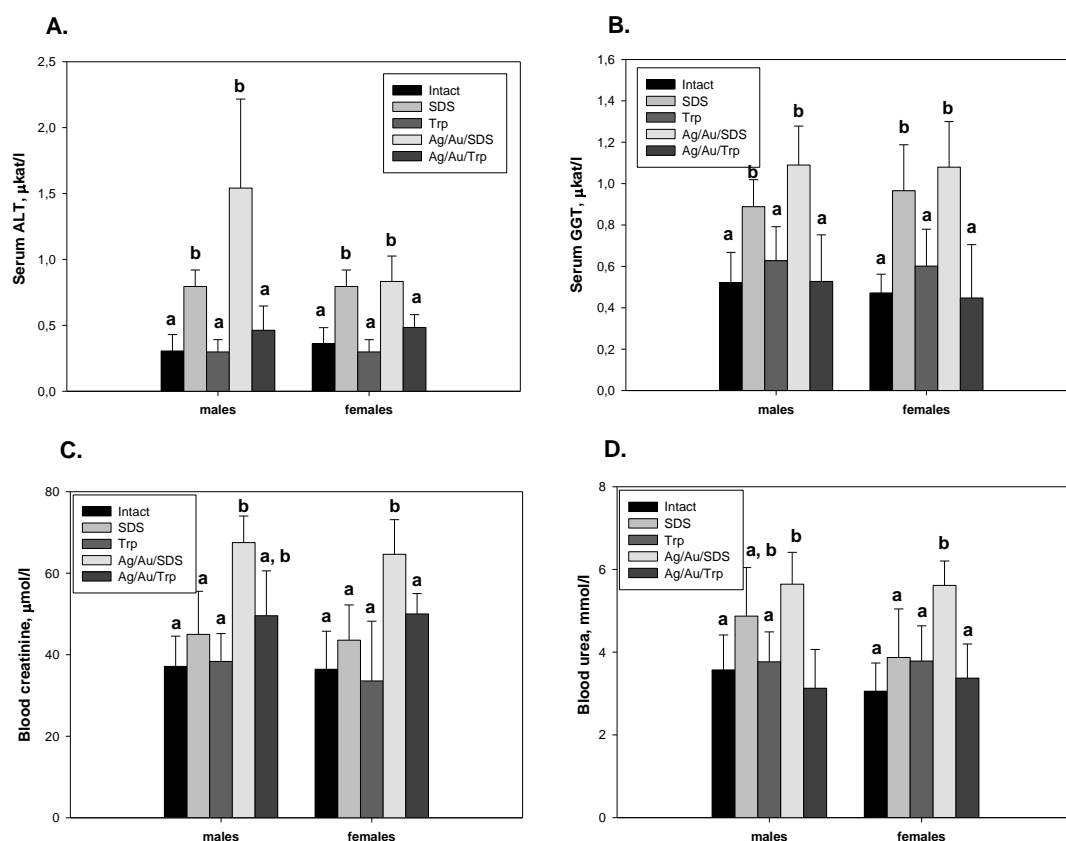 A.
Serum ALT, µkat/l
2,5
2,0
1,5
1,0
0,5
0,0
Intact
SDS
Trp
Ag/Au/SDS
Ag/Au/Trp
a
b
a
b
a
a
b
a
b
a
males
females
B.
Serum GGT, µkat/l
1,6
1,4
1,2
1,0
0,8
0,6
0,4
0,2
0,0
Intact
SDS
Trp
Ag/Au/SDS
Ag/Au/Trp
a
b
a
b
a
a
b
a
b
a
males
females
C.
Blood creatinine, µmol/l
80
60
40
20
0
Intact
SDS
Trp
Ag/Au/SDS
Ag/Au/Trp
a
a
a
b
a, b
a
a
a
b
a
males
females
D.
Blood urea, mmol/l
8
6
4
2
0
Intact
SDS
Trp
Ag/Au/SDS
Ag/Au/Trp
a
a, b
a
b
a
a
a
b
a
males
females